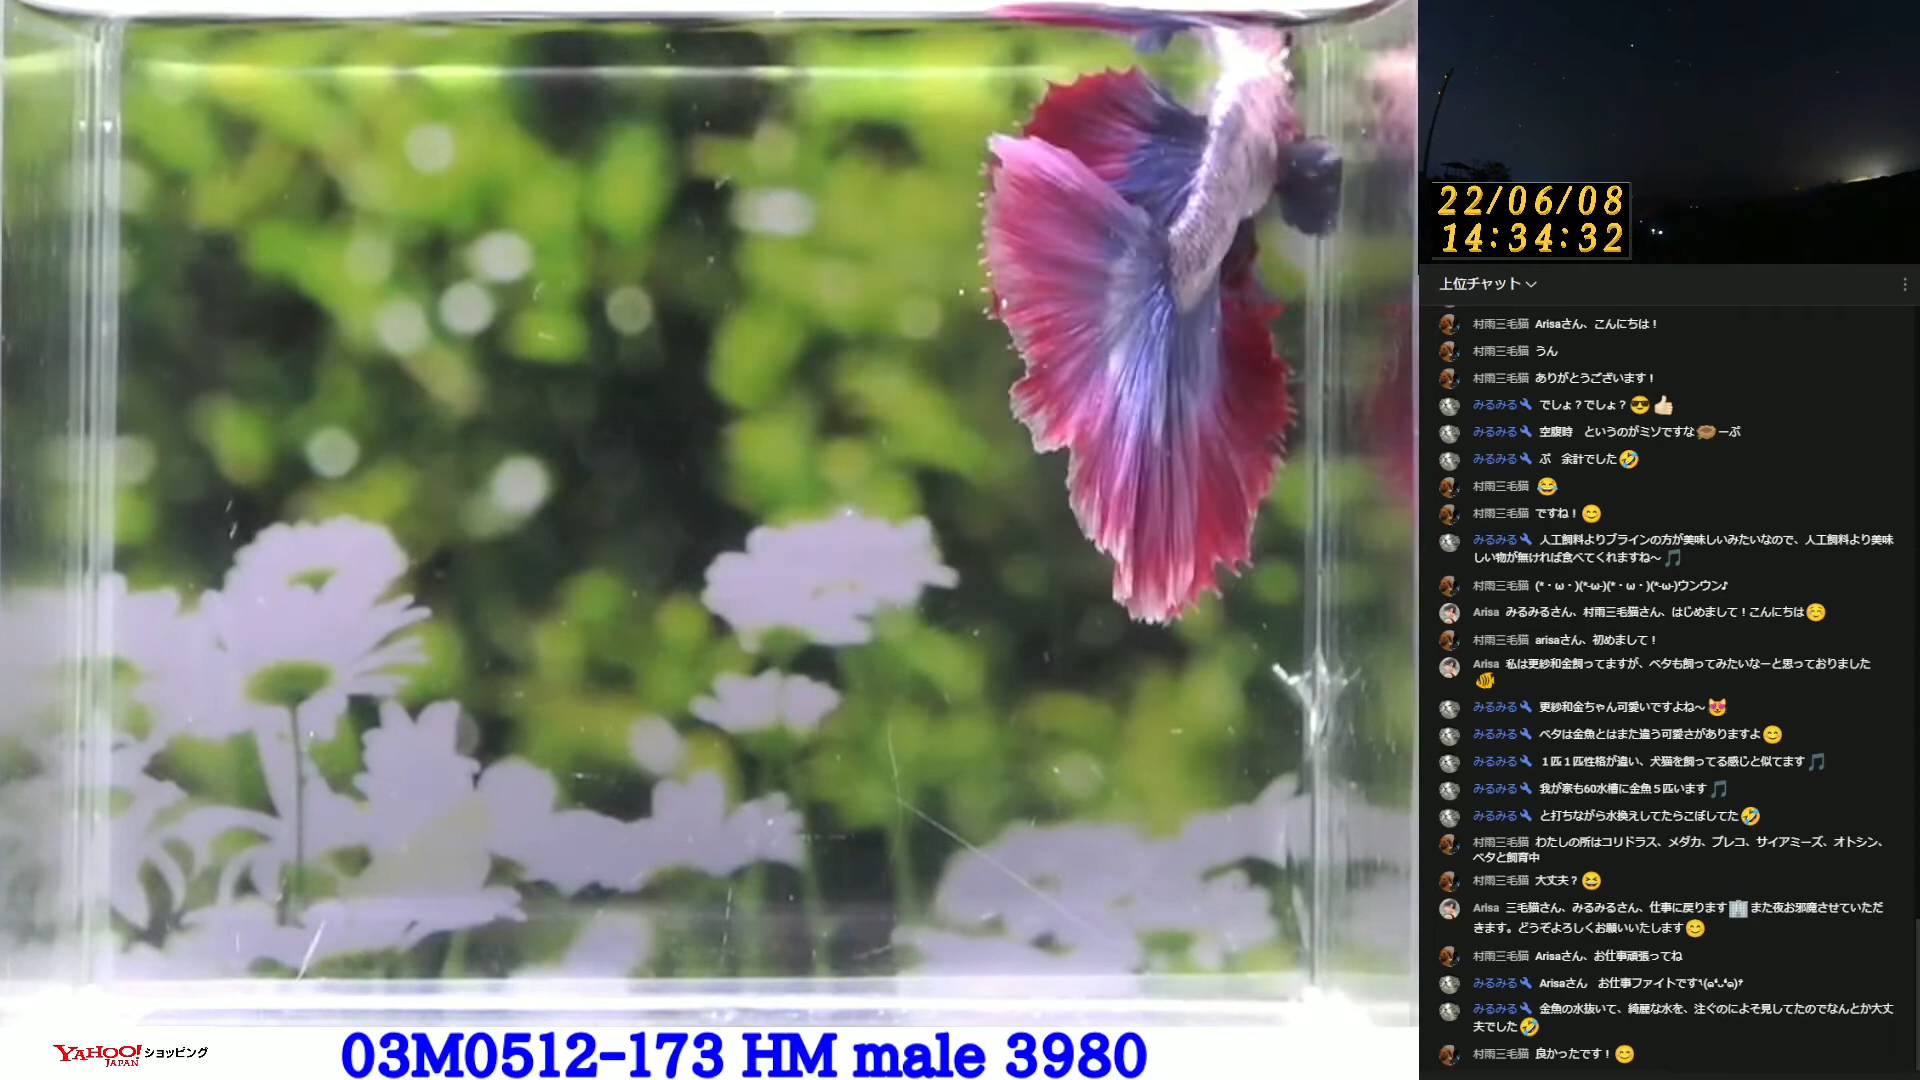 22/06/08
14:34:32
上位チャット
村雨三毛猫 Arisaさん、こんにちは！
村雨三毛猫 うん
村雨三毛猫 ありがとうございます！
みるみる でしょ？でしょ？😎👍🏻
みるみる 空腹時　というのがミソですな🥯ーぷ
みるみる ぷ　余計でした🤣
村雨三毛猫 😂
村雨三毛猫 ですね！😊
みるみる 人工飼料よりブラインの方が美味しいみたいなので、人工飼料より美味
しい物が無ければ食べてくれますね〜🎵
村雨三毛猫 (*・ω・)(*-ω-)(*・ω・)(*-ω-)ウンウン♪
Arisa みるみるさん、村雨三毛猫さん、はじめまして！こんにちは☺️
村雨三毛猫 arisaさん、初めまして！
Arisa 私は更紗和金飼ってますが、ベタも飼ってみたいなーと思っておりました
🐠
みるみる 更紗和金ちゃん可愛いですよね〜😻
みるみる ベタは金魚とはまた違う可愛さがありますよ😊
みるみる １匹１匹性格が違い、犬猫を飼ってる感じと似てます🎵
みるみる 我が家も60水槽に金魚５匹います🎵
みるみる と打ちながら水換えしてたらこぼしてた🤣
村雨三毛猫 わたしの所はコリドラス、メダカ、プレコ、サイアミーズ、オトシン、
ベタと飼育中
村雨三毛猫 大丈夫？😆
Arisa 三毛猫さん、みるみるさん、仕事に戻ります🏢また夜お邪魔させていただ
きます。どうぞよろしくお願いいたします😊
村雨三毛猫 Arisaさん、お仕事頑張ってね
みるみる Arisaさん　お仕事ファイトです
みるみる 金魚の水抜いて、綺麗な水を、注ぐのによそ見してたのでなんとか大丈
夫でした🤣
村雨三毛猫 良かったです！😊
YAHOO! JAPAN ショッピング
03M0512-173 HM male 3980